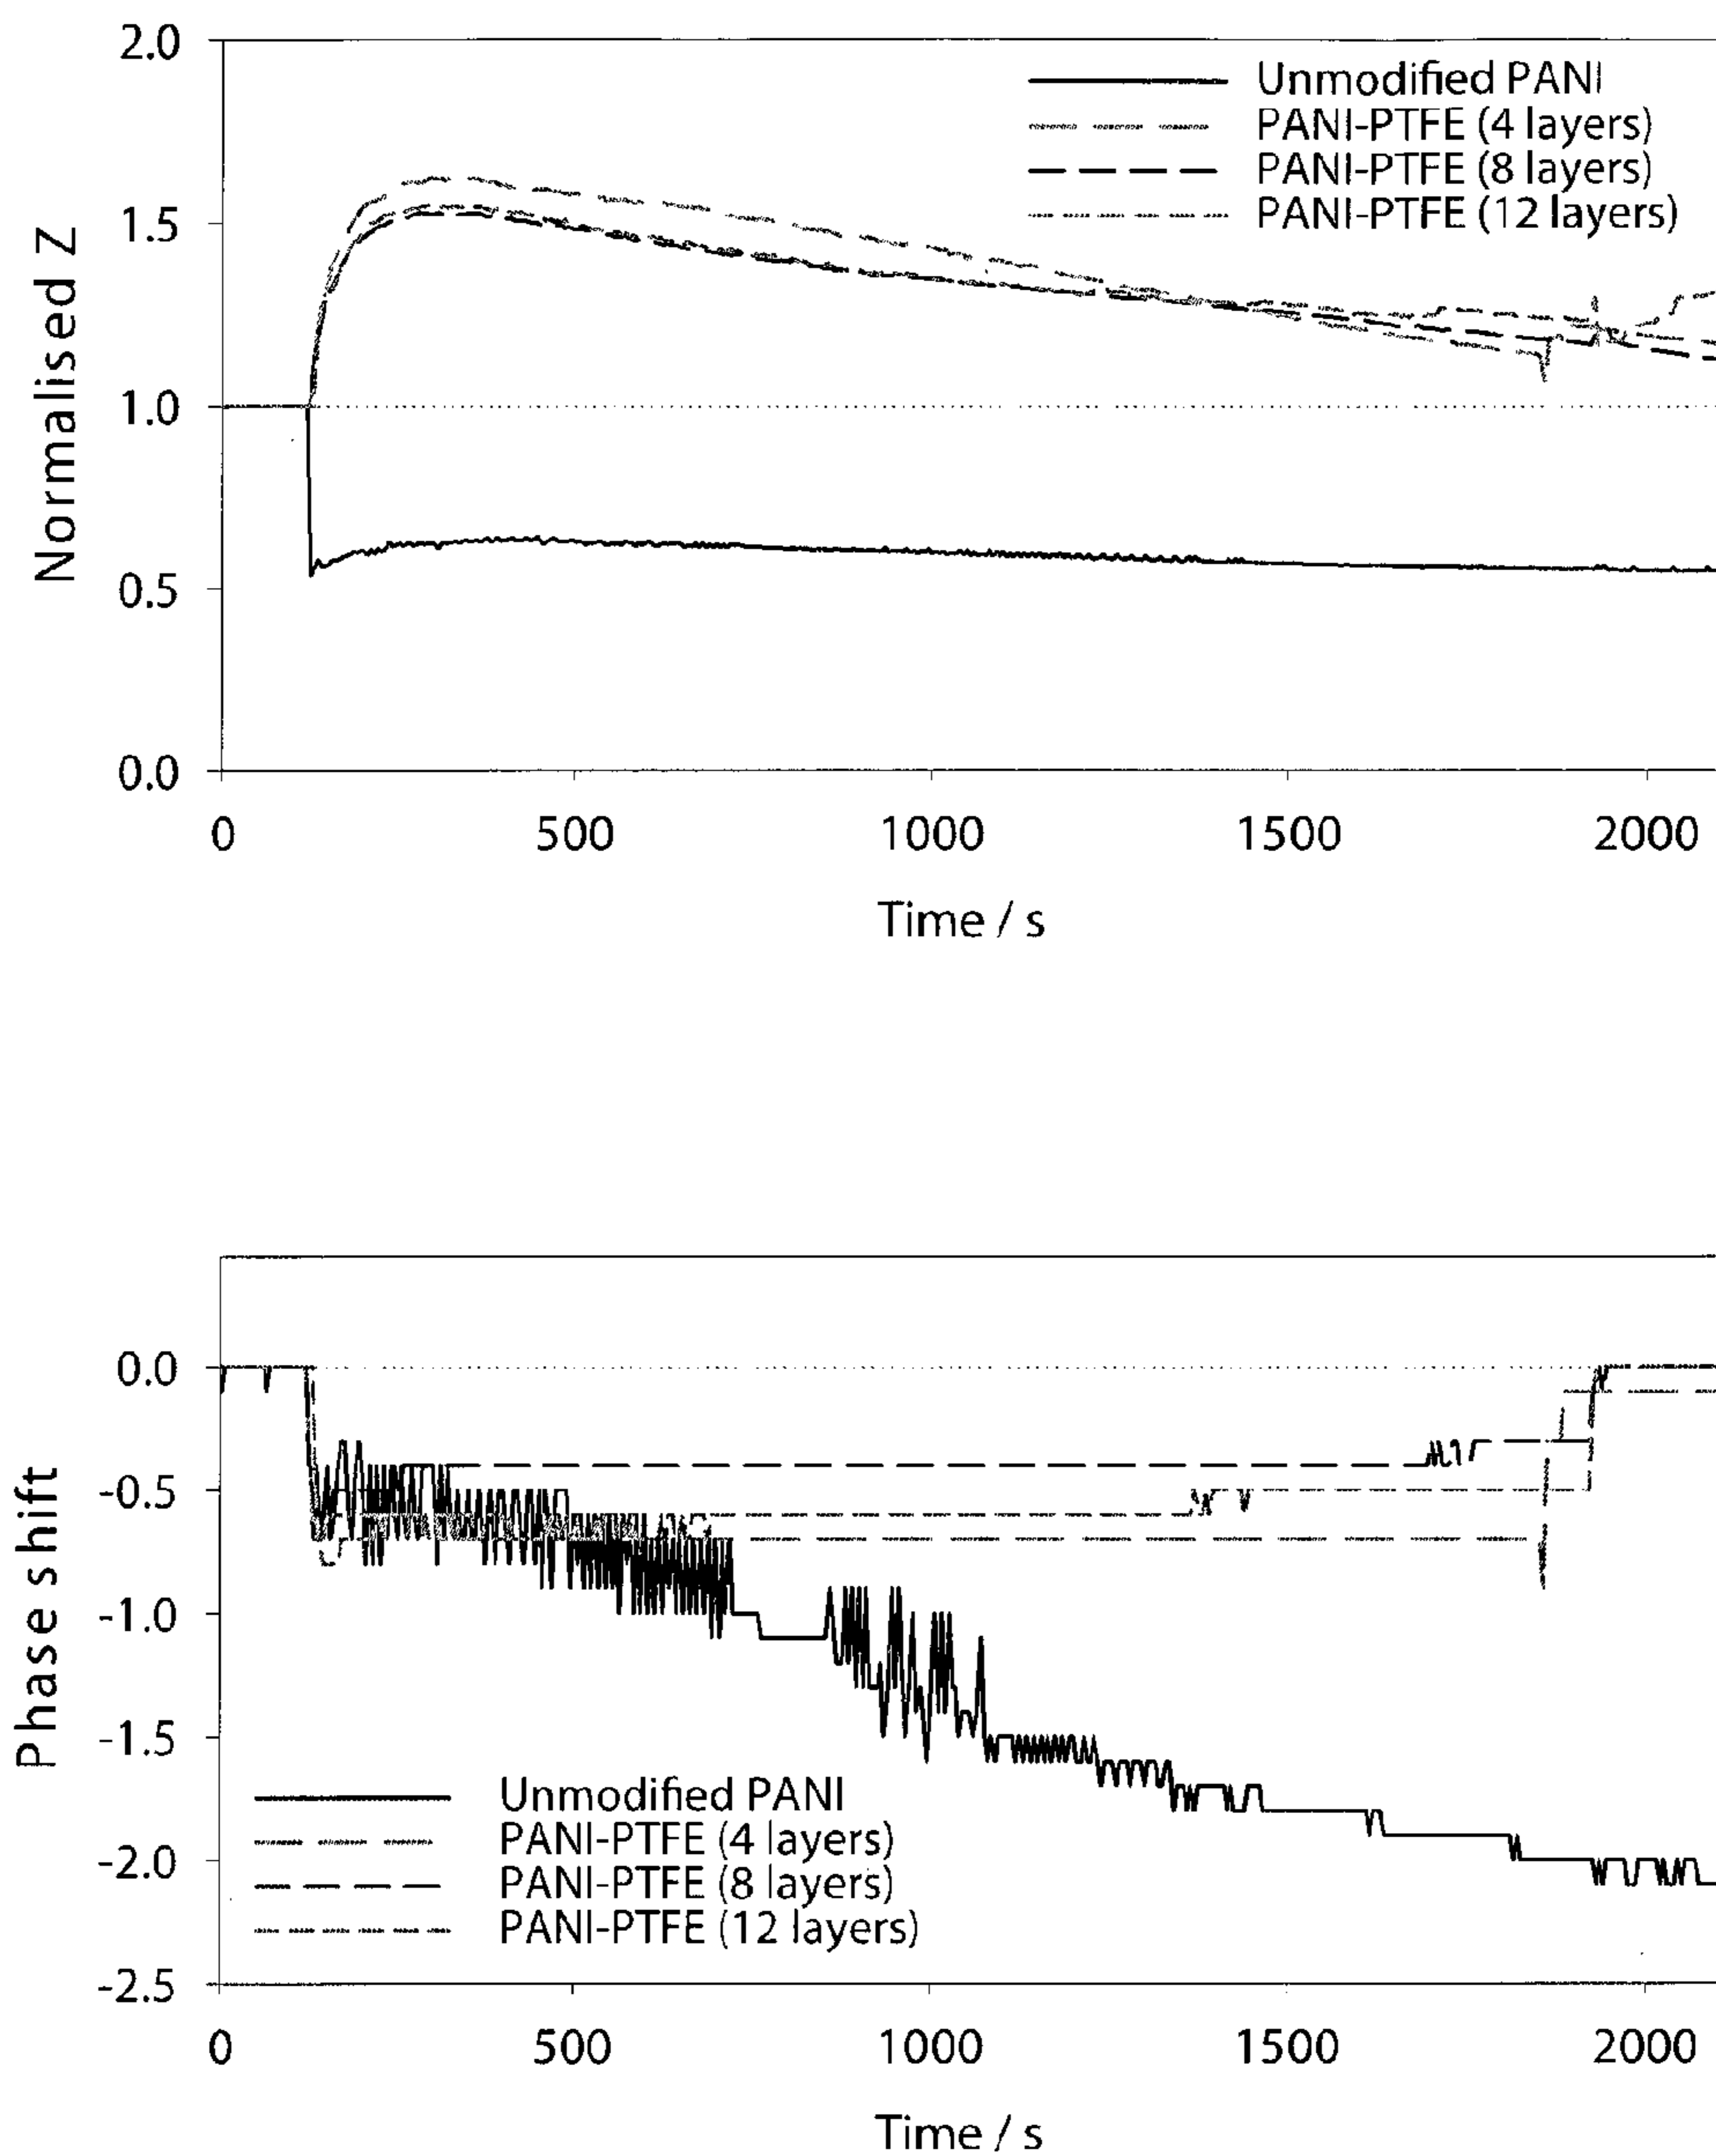 2.0
Unmodified PANI
PANI-PTFE (4 layers)
PANI-PTFE (8 layers)
PANI-PTFE (12 layers)
1.5
1.0
0.5
0.0
Normalised Z
0 500 1000 1500 2000
Time / s
0.0
-0.5
-1.0
-1.5
-2.0
-2.5
Phase shift
Unmodified PANI
PANI-PTFE (4 layers)
PANI-PTFE (8 layers)
PANI-PTFE (12 layers)
0 500 1000 1500 2000
Time / s